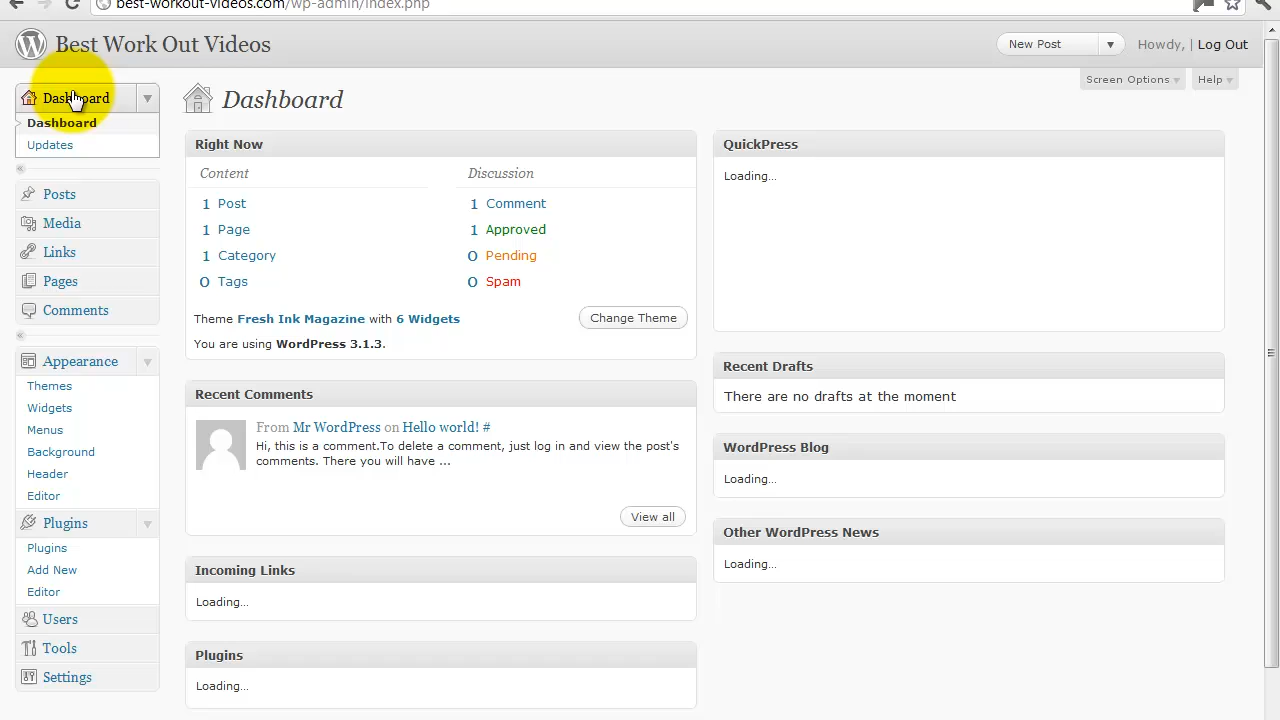 best-workout-videos.com/wp-admin/index.php
Best Work Out Videos
New Post
Howdy, | Log Out
Screen Options
Help
Dashboard
Dashboard
Updates
Posts
Media
Links
Pages
Comments
Appearance
Themes
Widgets
Menus
Background
Header
Editor
Plugins
Plugins
Add New
Editor
Users
Tools
Settings
Dashboard
Right Now
Content
Discussion
1 Post
1 Comment
1 Page
1 Approved
1 Category
0 Pending
0 Tags
0 Spam
Theme Fresh Ink Magazine with 6 Widgets
Change Theme
You are using WordPress 3.1.3.
Recent Comments
From Mr WordPress on Hello world! #
Hi, this is a comment.To delete a comment, just log in and view the post's
comments. There you will have ...
View all
Incoming Links
Loading...
Plugins
Loading...
QuickPress
Loading...
Recent Drafts
There are no drafts at the moment
WordPress Blog
Loading...
Other WordPress News
Loading...